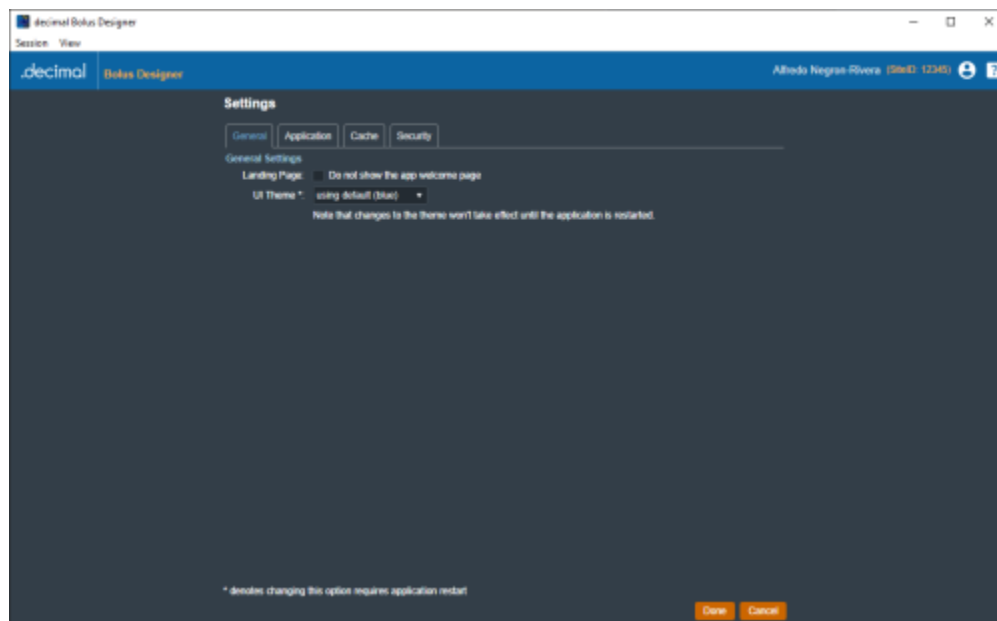 decimal Bolus Designer
Session View
.decimal Bolus Designer Alfredo Negron-Rivera (SiteID: 12345) ?
Settings
General Application Cache Security
General Settings
Landing Page: Do not show the app welcome page
UI Theme *: using default (blue)
Note that changes to the theme won't take effect until the application is restarted.
* denotes changing this option requires application restart
Done Cancel